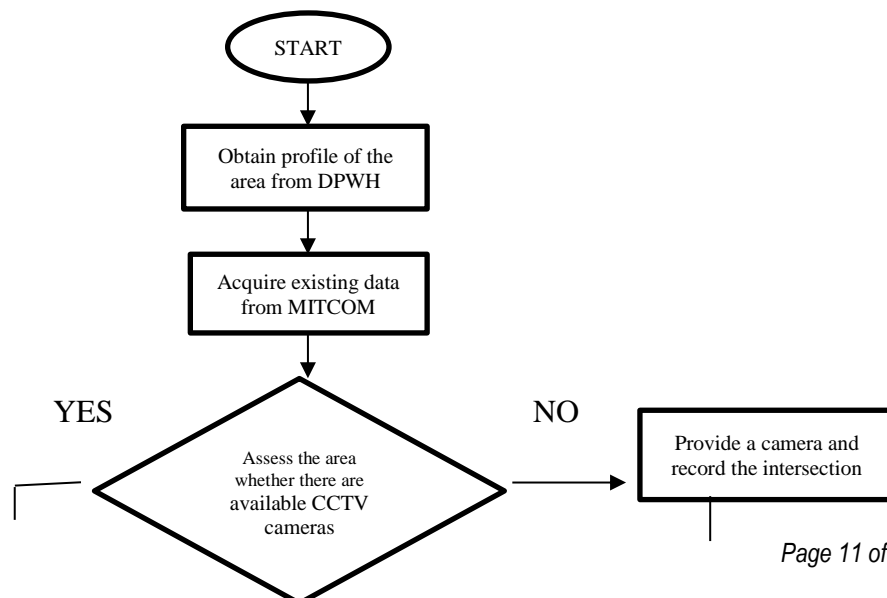 START
Obtain profile of the
area from DPWH
Acquire existing data
from MITCOM
YES
NO
Assess the area
whether there are
available CCTV
cameras
Provide a camera and
record the intersection
Page 11 of